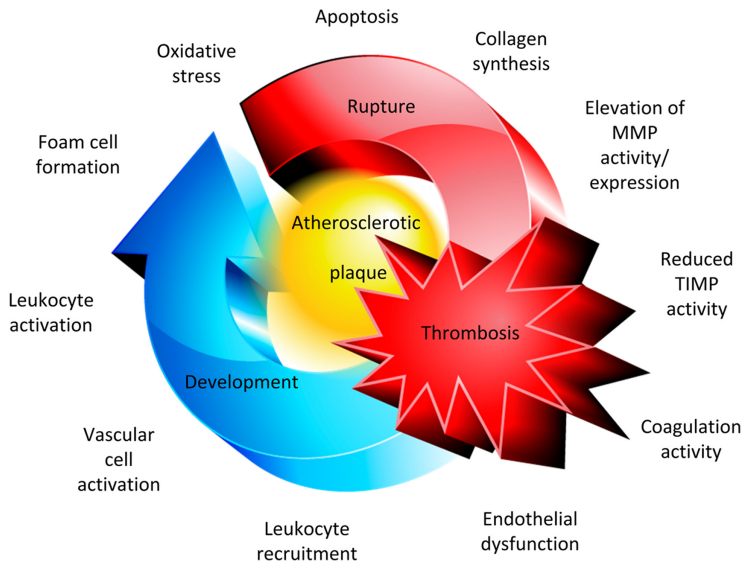 Apoptosis
Oxidative
stress
Collagen
synthesis
Rupture
Elevation of
MMP
activity/
expression
Foam cell
formation
Atherosclerotic
plaque
Reduced
TIMP
activity
Leukocyte
activation
Thrombosis
Development
Coagulation
activity
Vascular
cell
activation
Endothelial
dysfunction
Leukocyte
recruitment